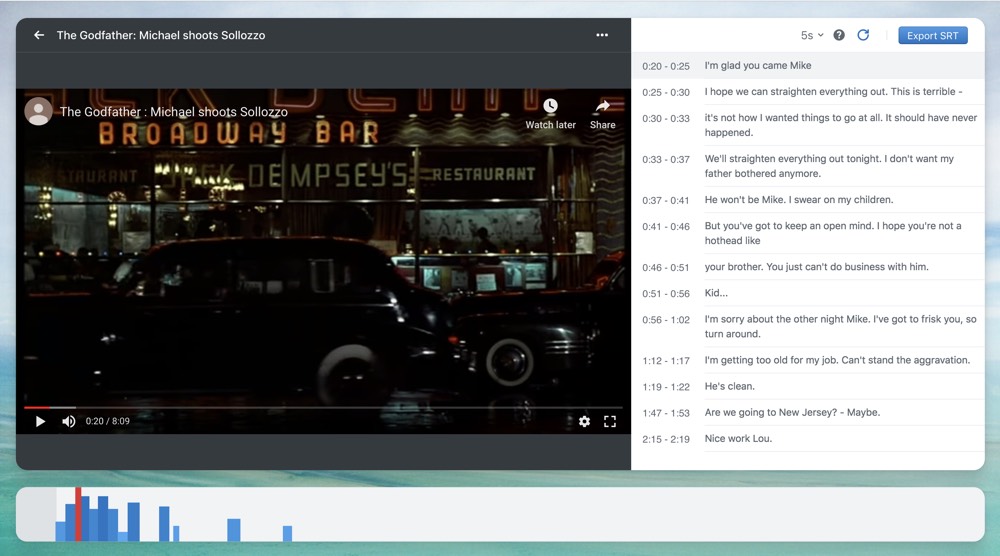 The Godfather: Michael shoots Sollozzo
5s
Export SRT
The Godfather : Michael shoots Sollozzo
Watch later
Share
BROADWAY BAR
RESTAURANT
JACK DEMPSEY'S
RESTAURANT
0:20 / 8:09
0:20 - 0:25 I'm glad you came Mike
0:25 - 0:30 I hope we can straighten everything out. This is terrible -
0:30 - 0:33 it's not how I wanted things to go at all. It should have never
happened.
0:33 - 0:37 We'll straighten everything out tonight. I don't want my
father bothered anymore.
0:37 - 0:41 He won't be Mike. I swear on my children.
0:41 - 0:46 But you've got to keep an open mind. I hope you're not a
hothead like
0:46 - 0:51 your brother. You just can't do business with him.
0:51 - 0:56 Kid...
0:56 - 1:02 I'm sorry about the other night Mike. I've got to frisk you, so
turn around.
1:12 - 1:17 I'm getting too old for my job. Can't stand the aggravation.
1:19 - 1:22 He's clean.
1:47 - 1:53 Are we going to New Jersey? - Maybe.
2:15 - 2:19 Nice work Lou.